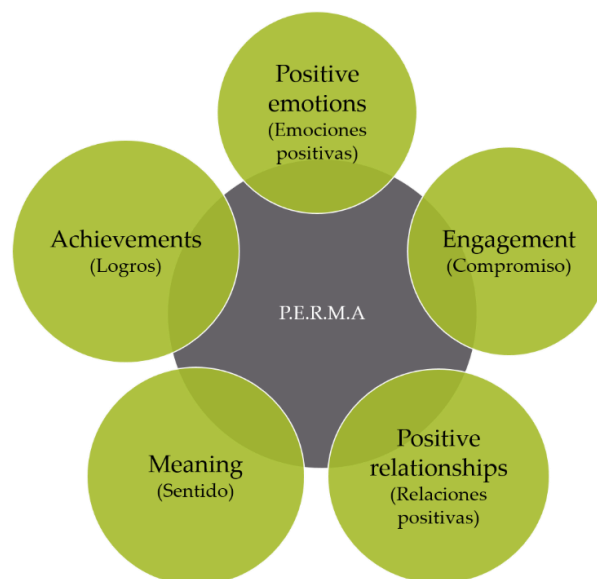 Positive
emotions
(Emociones
positivas)
Achievements
(Logros)
Engagement
(Compromiso)
P.E.R.M.A
Meaning
(Sentido)
Positive
relationships
(Relaciones
positivas)